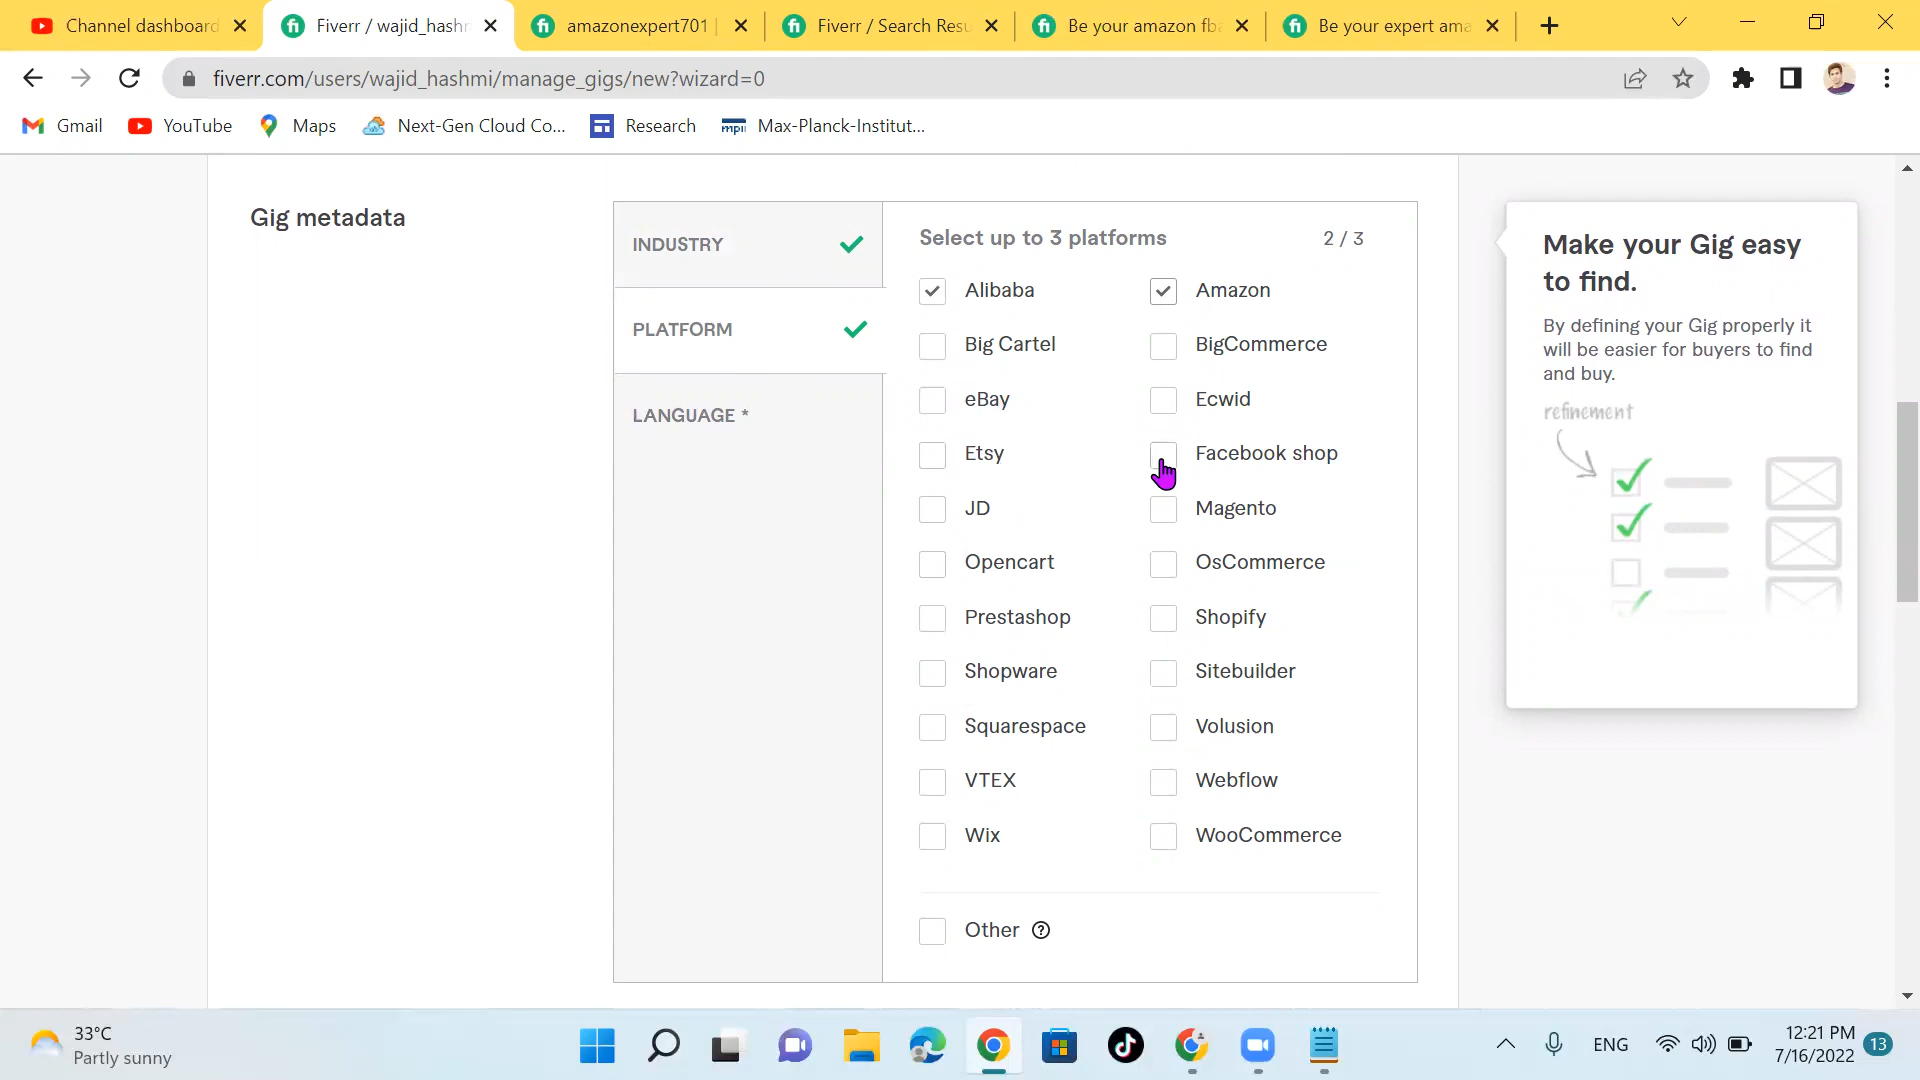 Channel dashboard
Fiverr / wajid_hashm
amazonexpert701 |
Fiverr / Search Resu
Be your amazon fba
Be your expert ama
fiverr.com/users/wajid_hashmi/manage_gigs/new?wizard=0
Gmail
YouTube
Maps
Next-Gen Cloud Co...
Research
mpii
Max-Planck-Institut...
Gig metadata
INDUSTRY
PLATFORM
LANGUAGE *
Select up to 3 platforms
2 / 3
Alibaba
Amazon
Big Cartel
BigCommerce
eBay
Ecwid
Etsy
Facebook shop
JD
Magento
Opencart
OsCommerce
Prestashop
Shopify
Shopware
Sitebuilder
Squarespace
Volusion
VTEX
Webflow
Wix
WooCommerce
Other ?
Make your Gig easy
to find.
By defining your Gig properly it
will be easier for buyers to find
and buy.
refinement
33°C
Partly sunny
ENG
12:21 PM
7/16/2022
13